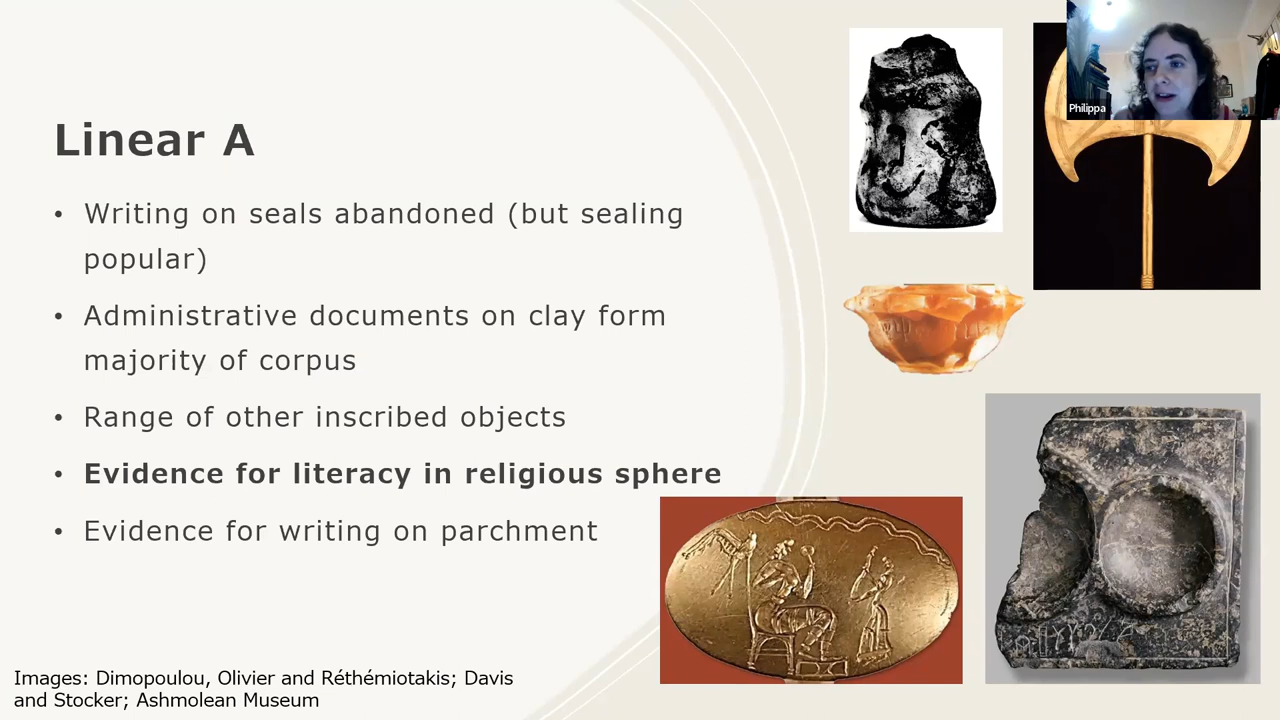 Linear A
• Writing on seals abandoned (but sealing
popular)
• Administrative documents on clay form
majority of corpus
• Range of other inscribed objects
• Evidence for literacy in religious sphere
• Evidence for writing on parchment
Images: Dimopoulou, Olivier and Réthémiotakis; Davis
and Stocker; Ashmolean Museum
Philippa